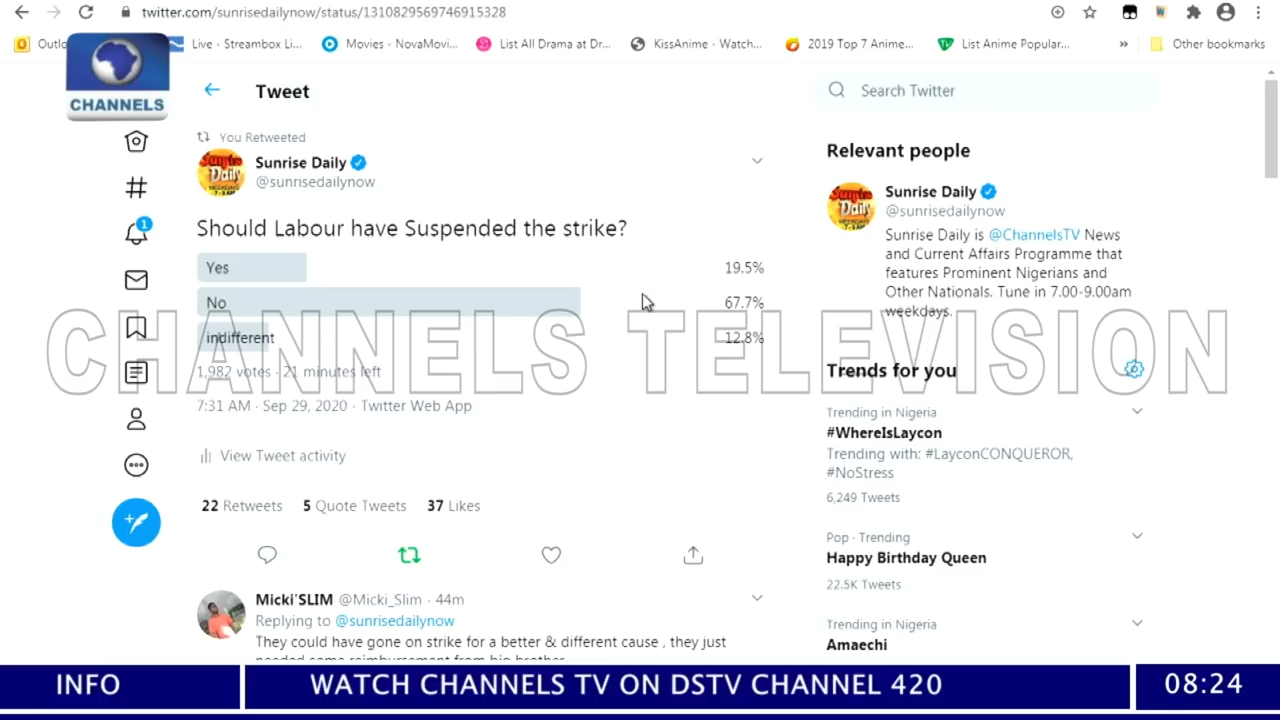 twitter.com/sunrisedailynow/status/1310829569746915328
Outlo
Live - Streambox Li...
Movies - NovaMovi...
List All Drama at Dr...
KissAnime - Watch...
2019 Top 7 Anime...
List Anime Popular...
»
Other bookmarks
CHANNELS
Tweet
Search Twitter
You Retweeted
Sunrise Daily
@sunrisedailynow
Should Labour have Suspended the strike?
Yes 19.5%
No 67.7%
indifferent 12.8%
1,982 votes · 21 minutes left
7:31 AM · Sep 29, 2020 · Twitter Web App
View Tweet activity
22 Retweets 5 Quote Tweets 37 Likes
Micki'SLIM @Micki_Slim · 44m
Replying to @sunrisedailynow
They could have gone on strike for a better & different cause , they just
needed some reimbursement from big brother
1
Relevant people
Sunrise Daily
@sunrisedailynow
Sunrise Daily is @ChannelsTV News
and Current Affairs Programme that
features Prominent Nigerians and
Other Nationals. Tune in 7.00-9.00am
weekdays.
Trends for you
Trending in Nigeria
#WhereIsLaycon
Trending with: #LayconCONQUEROR,
#NoStress
6,249 Tweets
Pop · Trending
Happy Birthday Queen
22.5K Tweets
Trending in Nigeria
Amaechi
CHANNELS TELEVISION
INFO
WATCH CHANNELS TV ON DSTV CHANNEL 420
08:24